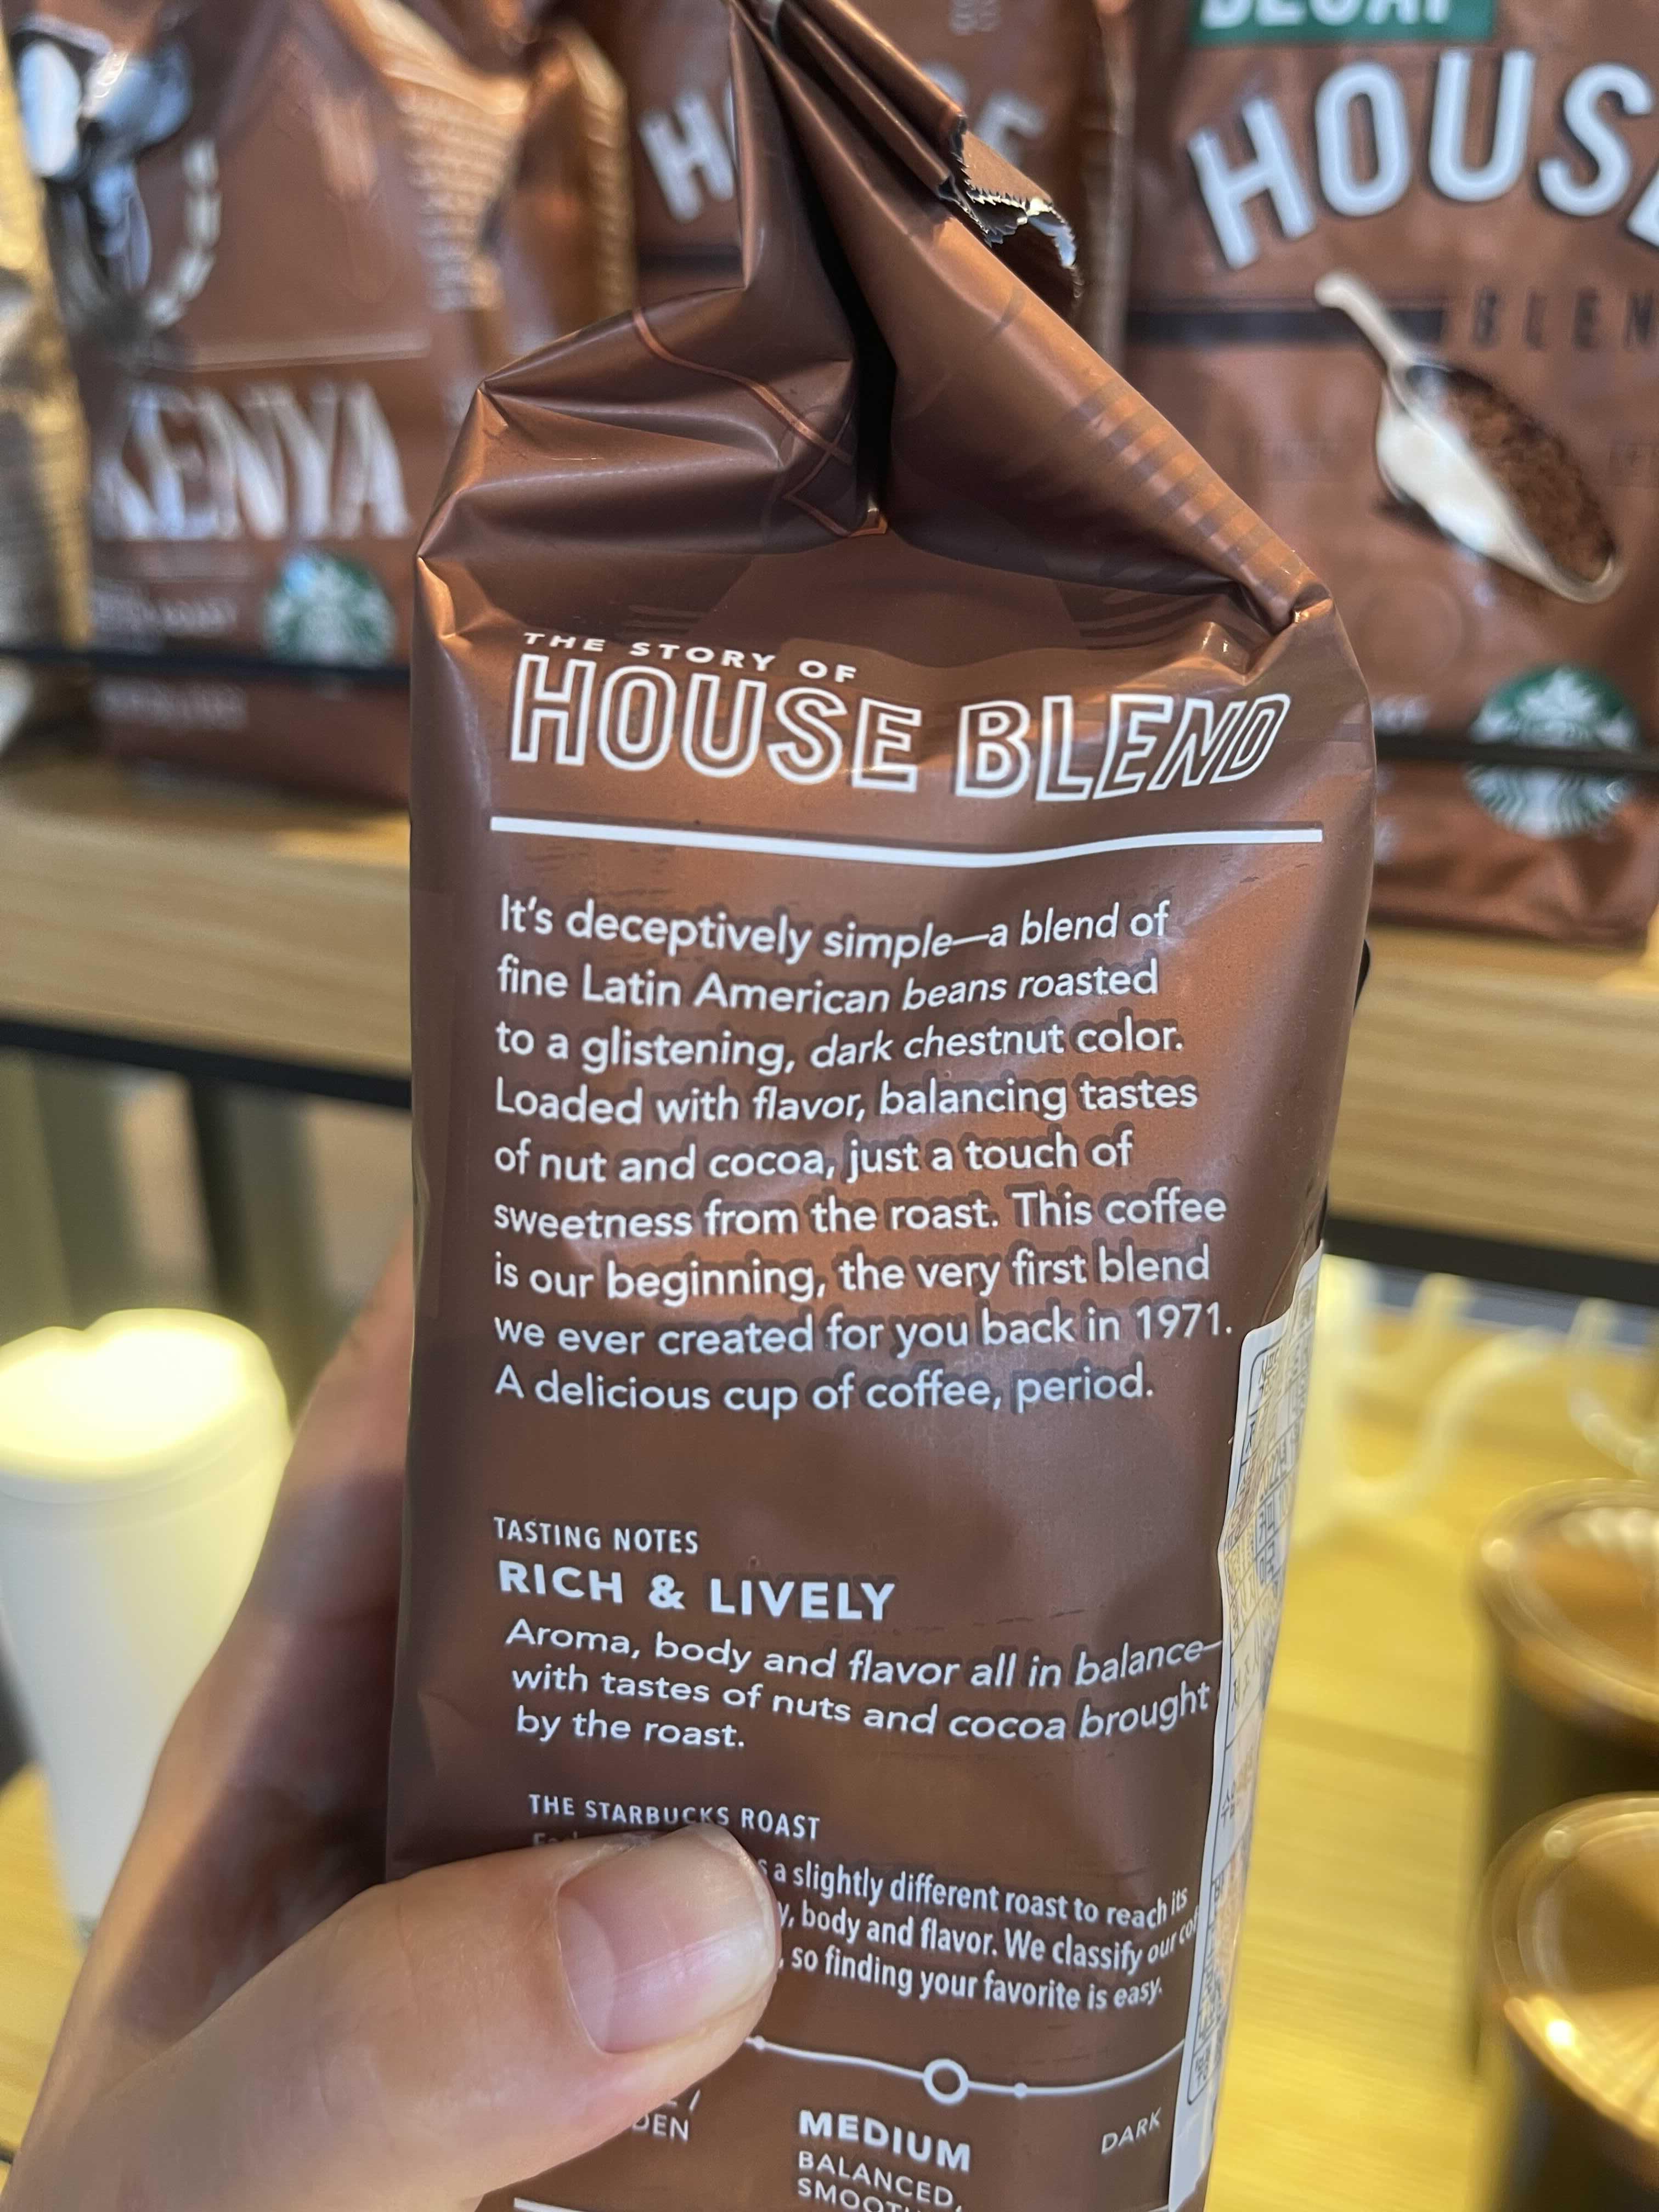 DECAF
HOUSE
BLEN
KENYA
THE STORY OF
HOUSE BLEND
It's deceptively simple—a blend of
fine Latin American beans roasted
to a glistening, dark chestnut color.
Loaded with flavor, balancing tastes
of nut and cocoa, just a touch of
sweetness from the roast. This coffee
is our beginning, the very first blend
we ever created for you back in 1971.
A delicious cup of coffee, period.
TASTING NOTES
RICH & LIVELY
Aroma, body and flavor all in balance—
with tastes of nuts and cocoa brought
by the roast.
THE STARBUCKS ROAST
a slightly different roast to reach its
, body and flavor. We classify our
, so finding your favorite is easy.
MEDIUM
BALANCED,
DARK